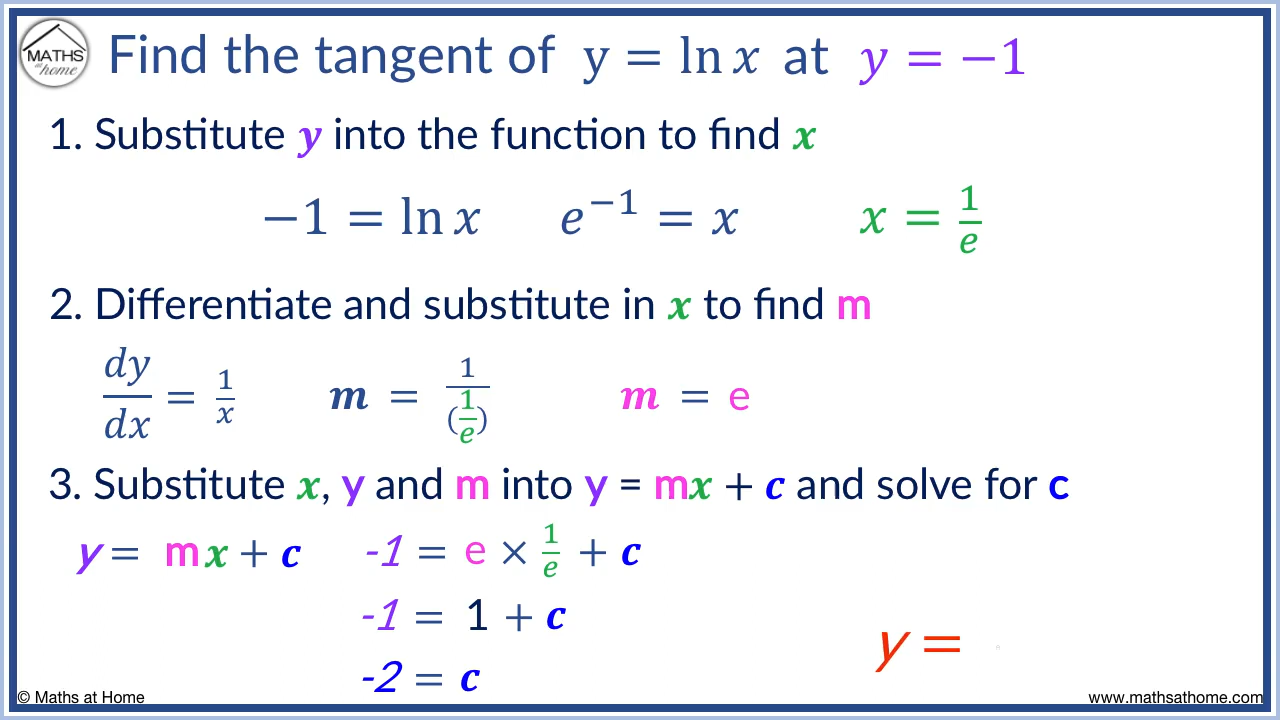 MATHS
at
home
Find the tangent of y = ln x at y = −1
1. Substitute y into the function to find x
−1 = ln x e⁻¹ = x x = 1/e
2. Differentiate and substitute in x to find m
dy/dx = 1/x m = 1/(1/e) m = e
3. Substitute x, y and m into y = mx + c and solve for c
y = mx + c -1 = e × 1/e + c
-1 = 1 + c
y =
-2 = c
© Maths at Home
www.mathsathome.com